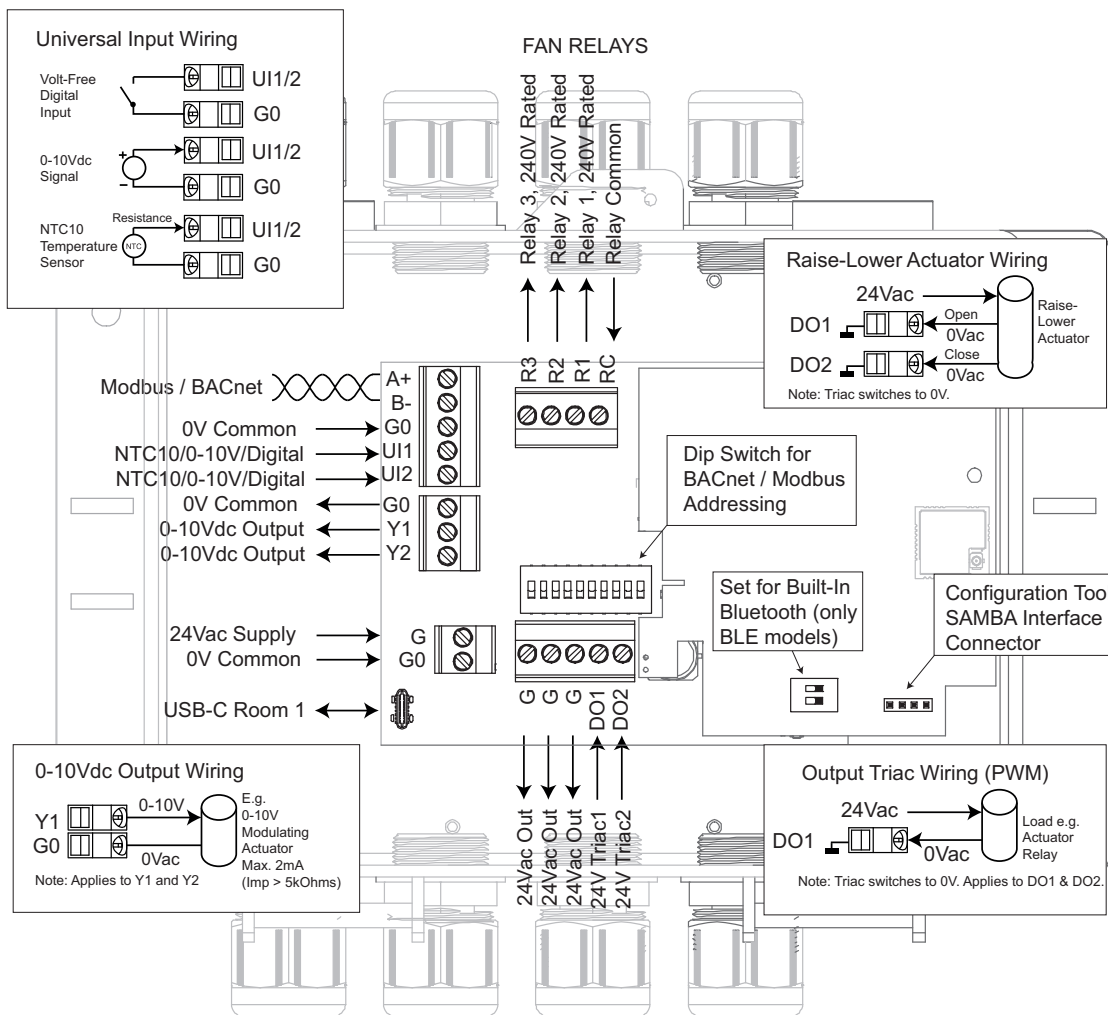 Universal Input Wiring
Volt-Free
Digital
Input
UI1/2
G0
0-10Vdc
Signal
+
−
UI1/2
G0
NTC10
Temperature
Sensor
Resistance
NTC
UI1/2
G0
FAN RELAYS
Relay 3, 240V Rated
Relay 2, 240V Rated
Relay 1, 240V Rated
Relay Common
R3
R2
R1
RC
Raise-Lower Actuator Wiring
24Vac
DO1
Open
0Vac
DO2
Close
0Vac
Raise-
Lower
Actuator
Note: Triac switches to 0V.
Modbus / BACnet
A+
B-
0V Common
G0
NTC10/0-10V/Digital
UI1
NTC10/0-10V/Digital
UI2
0V Common
G0
0-10Vdc Output
Y1
0-10Vdc Output
Y2
Dip Switch for
BACnet / Modbus
Addressing
Set for Built-In
Bluetooth (only
BLE models)
Configuration Too
SAMBA Interface
Connector
24Vac Supply
G
0V Common
G0
USB-C Room 1
G
G
G
DO1
DO2
24Vac Out
24Vac Out
24Vac Out
24V Triac1
24V Triac2
0-10Vdc Output Wiring
Y1
0-10V
G0
0Vac
E.g.
0-10V
Modulating
Actuator
Max. 2mA
(Imp > 5kOhms)
Note: Applies to Y1 and Y2
Output Triac Wiring (PWM)
24Vac
DO1
0Vac
Load e.g.
Actuator
Relay
Note: Triac switches to 0V. Applies to DO1 & DO2.